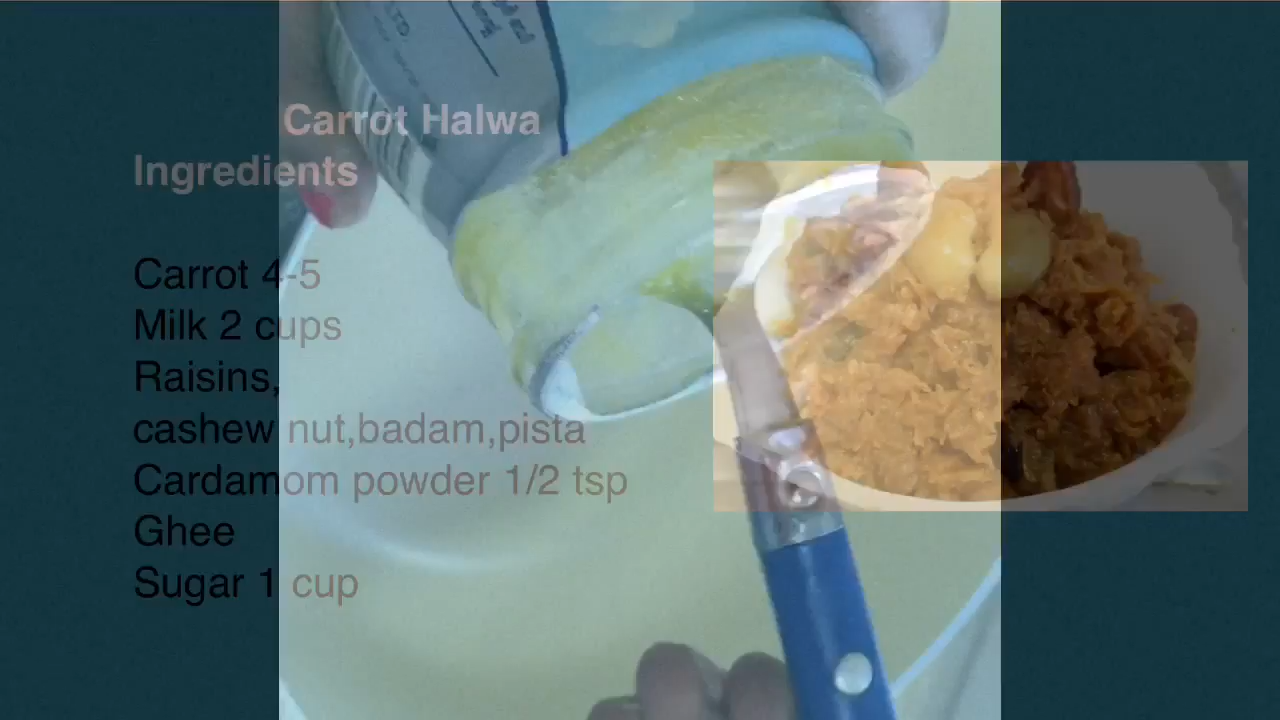 Carrot Halwa
Ingredients
Carrot 4-5
Milk 2 cups
Raisins,
cashew nut,badam,pista
Cardamom powder 1/2 tsp
Ghee
Sugar 1 cup